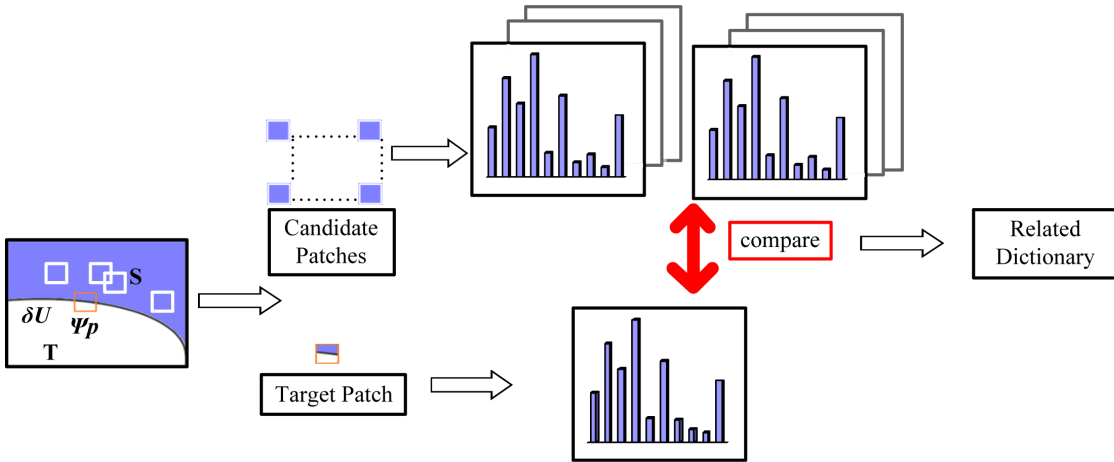 Candidate
Patches
compare
Related
Dictionary
S
δU
Ψp
T
Target Patch